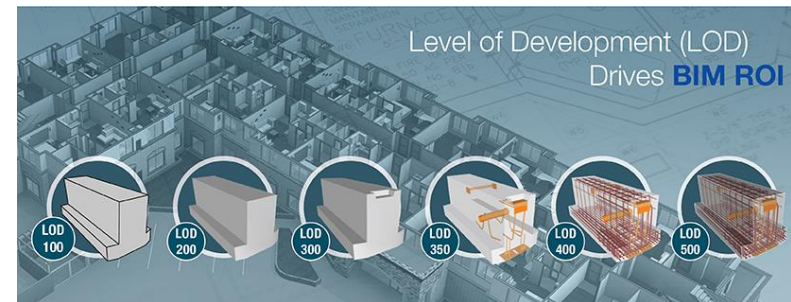 FURNACE
Level of Development (LOD)
Drives BIM ROI
LOD
100
LOD
200
LOD
300
LOD
350
LOD
400
LOD
500